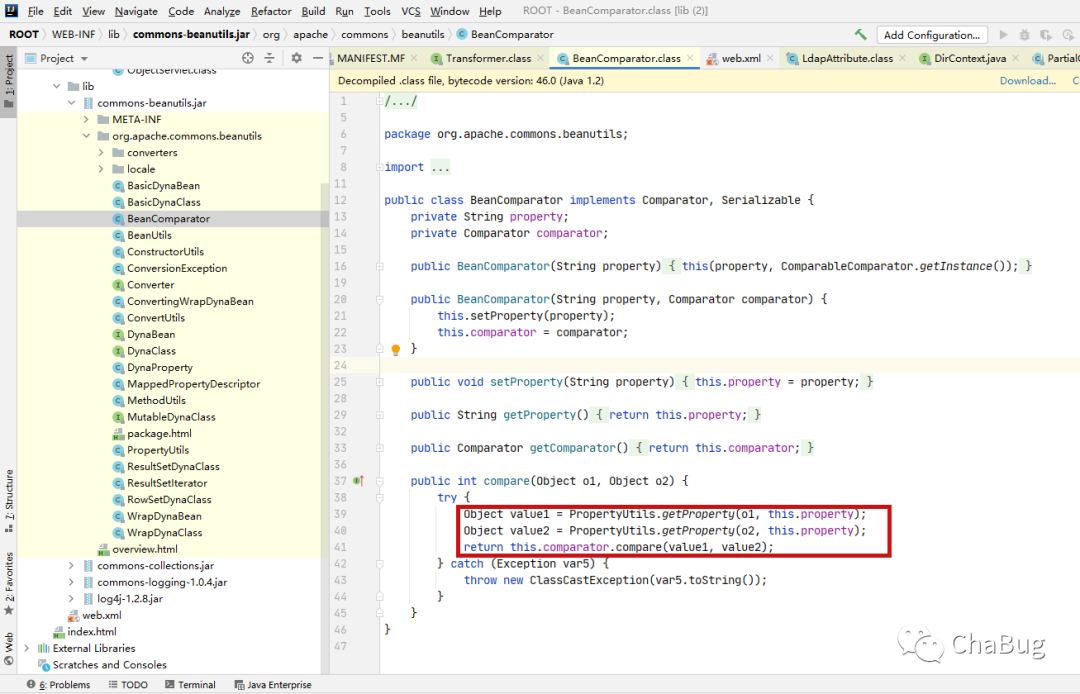 File Edit View Navigate Code Analyze Refactor Build Run Tools VCS Window Help ROOT - BeanComparator.class [lib (2)]
ROOT WEB-INF lib commons-beanutils.jar org apache commons beanutils BeanComparator Add Configuration...
Project
MANIFEST.MF Transformer.class BeanComparator.class web.xml LdapAttribute.class DirContext.java Partial
Decompiled .class file, bytecode version: 46.0 (Java 1.2) Download... C
1: Project
7: Structure
2: Favorites
Web
ObjectServlet.class
lib
commons-beanutils.jar
META-INF
org.apache.commons.beanutils
converters
locale
BasicDynaBean
BasicDynaClass
BeanComparator
BeanUtils
ConstructorUtils
ConversionException
Converter
ConvertingWrapDynaBean
ConvertUtils
DynaBean
DynaClass
DynaProperty
MappedPropertyDescriptor
MethodUtils
MutableDynaClass
package.html
PropertyUtils
ResultSetDynaClass
ResultSetIterator
RowSetDynaClass
WrapDynaBean
WrapDynaClass
overview.html
commons-collections.jar
commons-logging-1.0.4.jar
log4j-1.2.8.jar
web.xml
index.html
External Libraries
Scratches and Consoles
1 /.../
5
6 package org.apache.commons.beanutils;
7
8 import ...
11
12 public class BeanComparator implements Comparator, Serializable {
13 private String property;
14 private Comparator comparator;
15
16 public BeanComparator(String property) { this(property, ComparableComparator.getInstance()); }
19
20 public BeanComparator(String property, Comparator comparator) {
21 this.setProperty(property);
22 this.comparator = comparator;
23 }
24
25 public void setProperty(String property) { this.property = property; }
28
29 public String getProperty() { return this.property; }
32
33 public Comparator getComparator() { return this.comparator; }
36
37 public int compare(Object o1, Object o2) {
38 try {
39 Object value1 = PropertyUtils.getProperty(o1, this.property);
40 Object value2 = PropertyUtils.getProperty(o2, this.property);
41 return this.comparator.compare(value1, value2);
42 } catch (Exception var5) {
43 throw new ClassCastException(var5.toString());
44 }
45 }
46 }
47
ChaBug
6: Problems TODO Terminal Java Enterprise